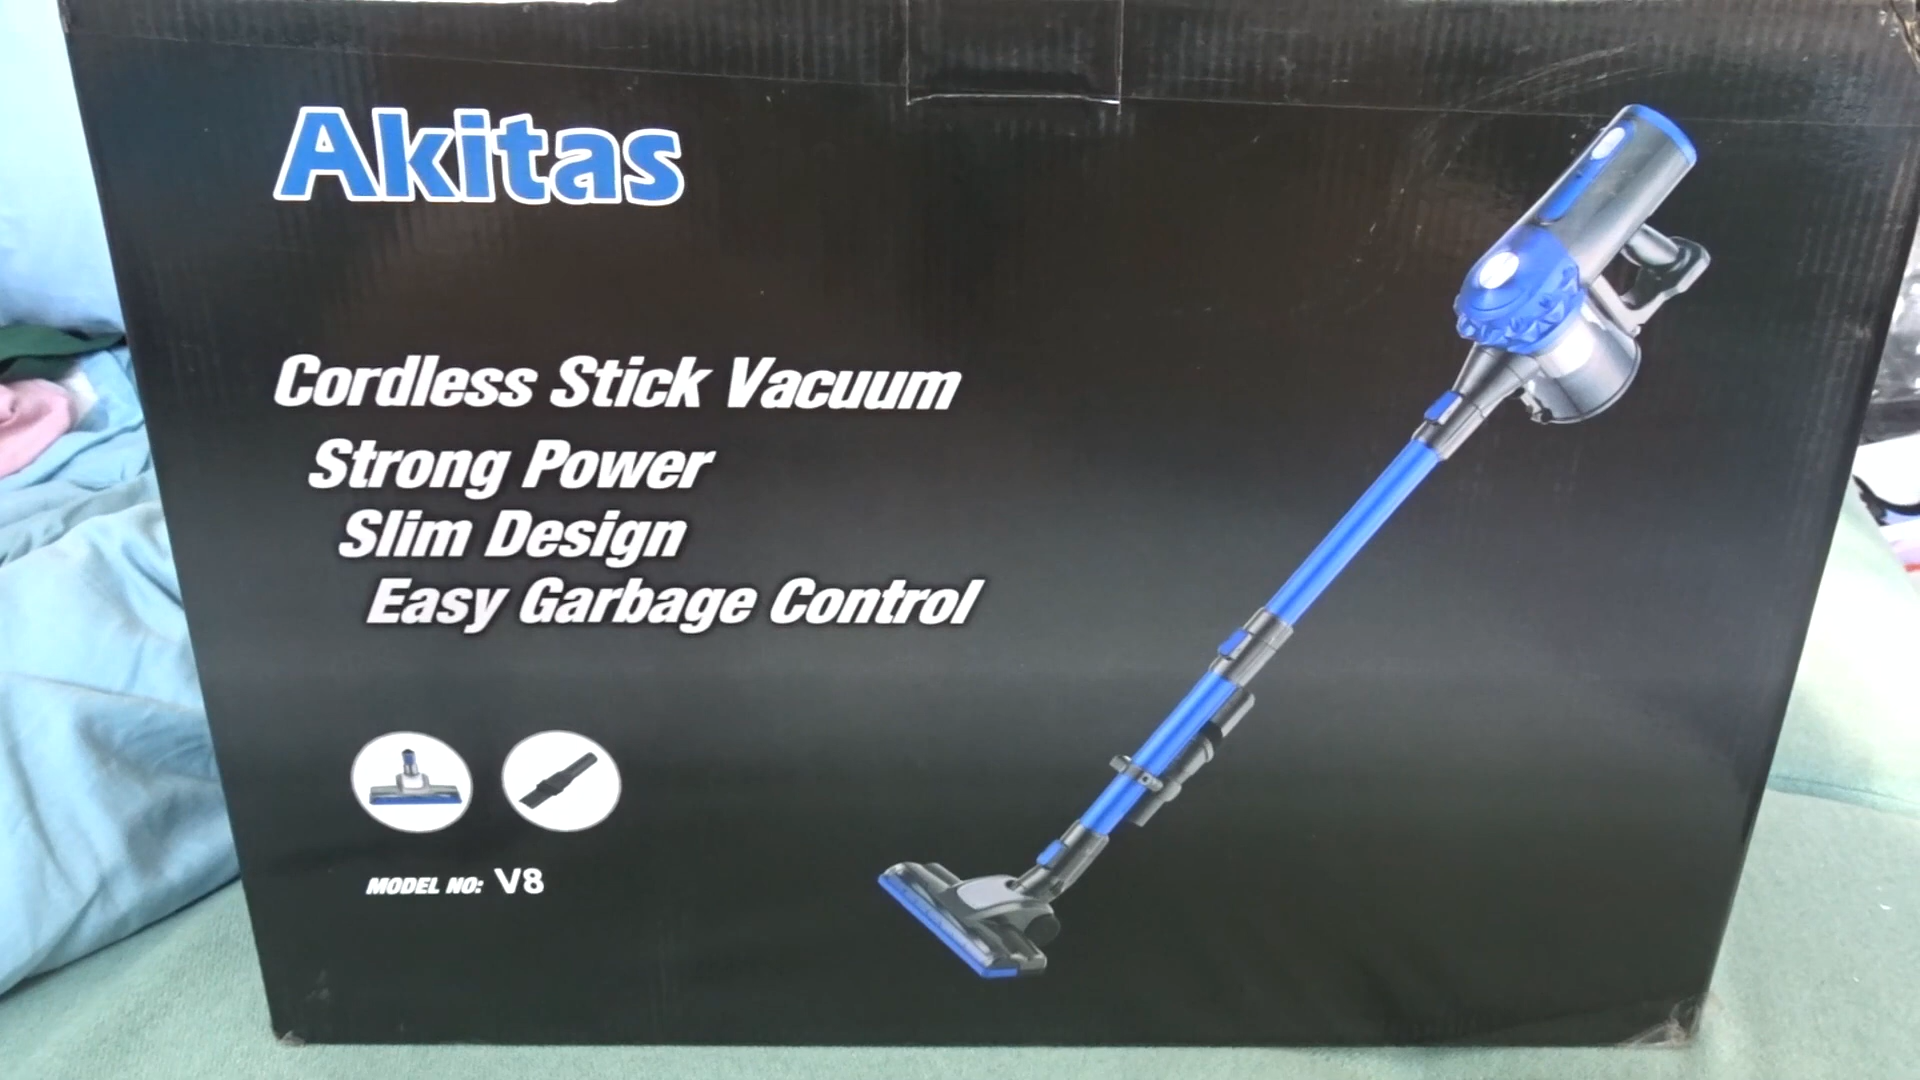 Akitas
Cordless Stick Vacuum
Strong Power
Slim Design
Easy Garbage Control
MODEL NO: V8